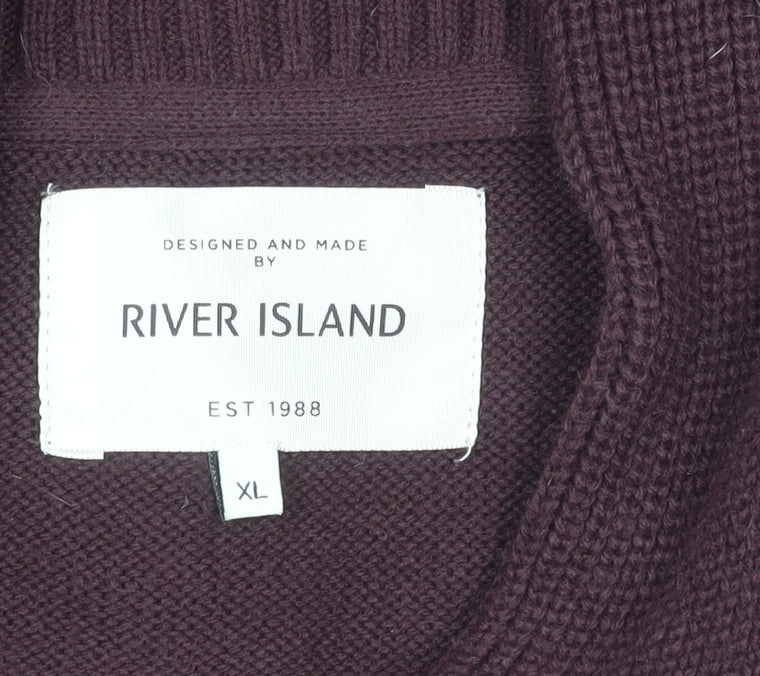 DESIGNED AND MADE
BY
RIVER ISLAND
EST 1988
XL